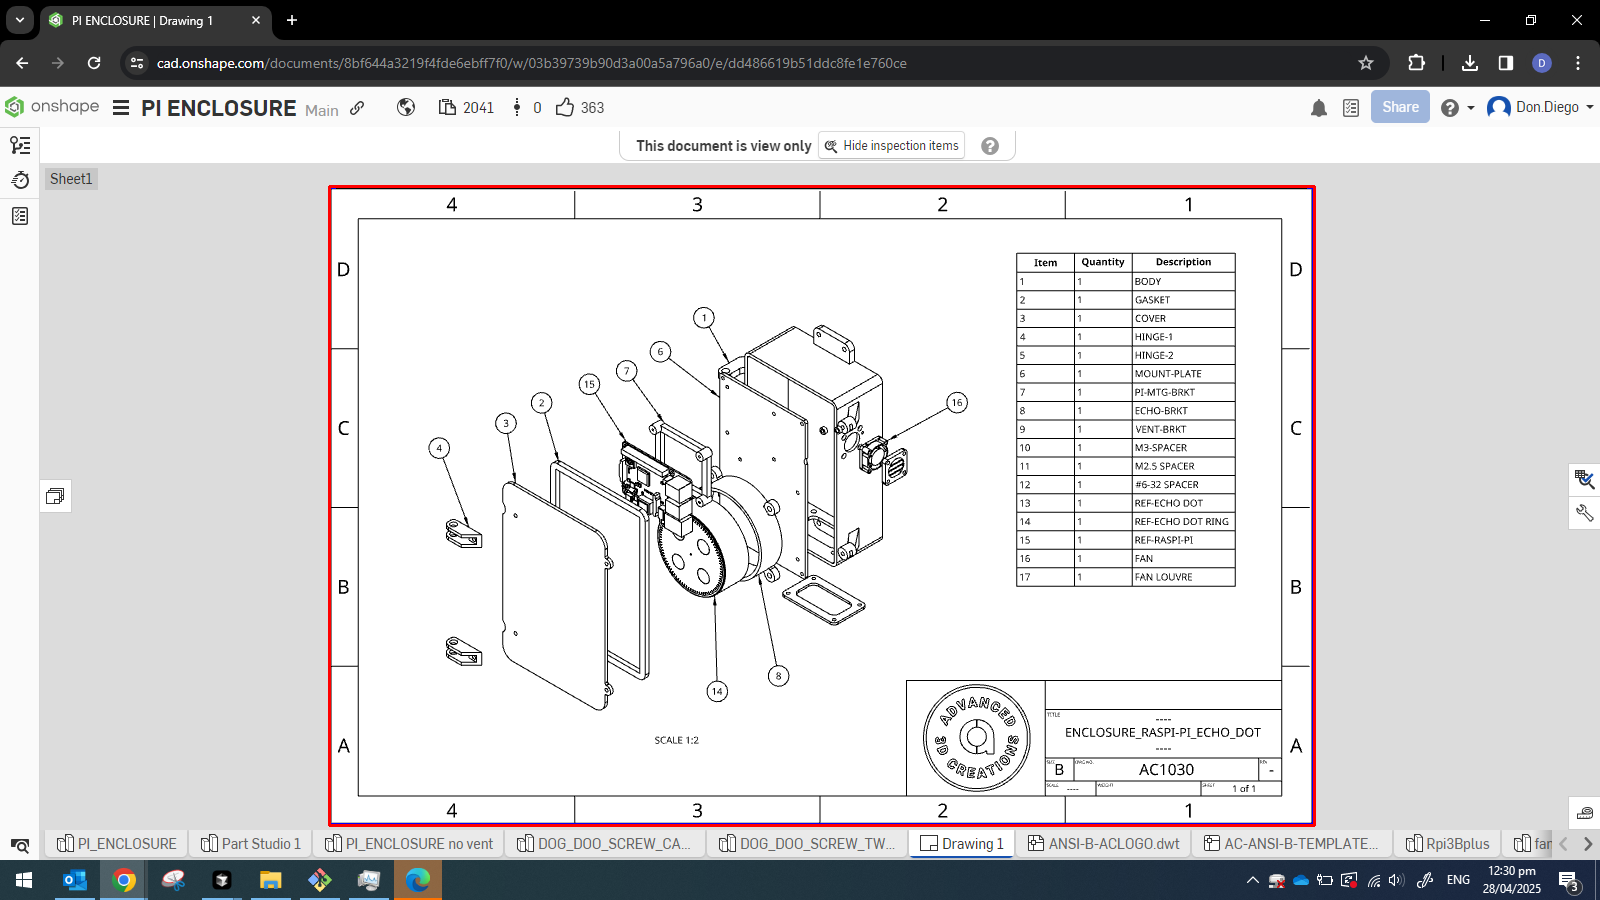 PI ENCLOSURE | Drawing 1
cad.onshape.com/documents/8bf644a3219f4fde6ebff7f0/w/03b39739b90d3a00a5a796a0/e/dd486619b51ddc8fe1e760ce
D
onshape
PI ENCLOSURE Main
2041
0
363
Share
Don.Diego
This document is view only
Hide inspection items
Sheet1
4 3 2 1
D D
C C
B B
A A
Item Quantity Description
1 1 BODY
2 1 GASKET
3 1 COVER
4 1 HINGE-1
5 1 HINGE-2
6 1 MOUNT-PLATE
7 1 PI-MTG-BRKT
8 1 ECHO-BRKT
9 1 VENT-BRKT
10 1 M3-SPACER
11 1 M2.5 SPACER
12 1 #6-32 SPACER
13 1 REF-ECHO DOT
14 1 REF-ECHO DOT RING
15 1 REF-RASPI-PI
16 1 FAN
17 1 FAN LOUVRE
1
6
7
15
2
3
4
16
8
14
SCALE 1:2
ADVANCED
3D CREATIONS
TITLE
----
ENCLOSURE_RASPI-PI_ECHO_DOT
----
B
AC1030
-
SCALE
----
WEIGHT
SHEET
1 of 1
4 3 2 1
PI_ENCLOSURE
Part Studio 1
PI_ENCLOSURE no vent
DOG_DOO_SCREW_CA...
DOG_DOO_SCREW_TW...
Drawing 1
ANSI-B-ACLOGO.dwt
AC-ANSI-B-TEMPLATE...
Rpi3Bplus
far
ENG
12:30 pm
28/04/2025
3